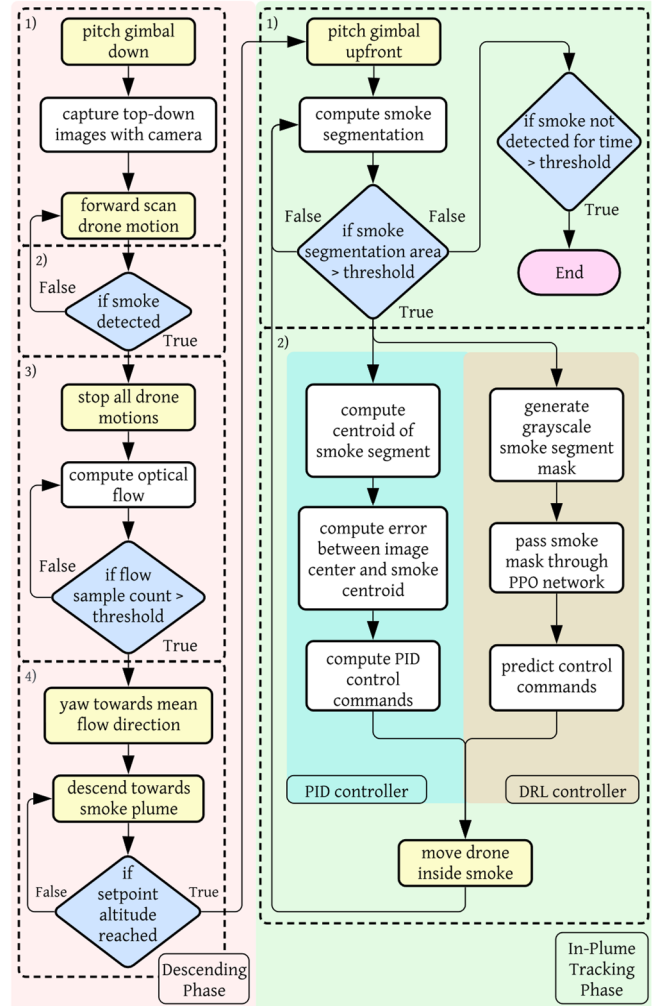 1)
pitch gimbal
down
capture top-down
images with camera
forward scan
drone motion
2)
False
if smoke
detected
True
3)
stop all drone
motions
compute optical
flow
False
if flow
sample count >
threshold
True
4)
yaw towards mean
flow direction
descend towards
smoke plume
False
if
setpoint
altitude
reached
True
Descending
Phase
1)
pitch gimbal
upfront
compute smoke
segmentation
False
if smoke
segmentation area
> threshold
False
True
if smoke not
detected for time
> threshold
True
End
2)
compute
centroid of
smoke segment
compute error
between image
center and smoke
centroid
compute PID
control
commands
PID controller
generate
grayscale
smoke segment
mask
pass smoke
mask through
PPO network
predict control
commands
DRL controller
move drone
inside smoke
In-Plume
Tracking
Phase